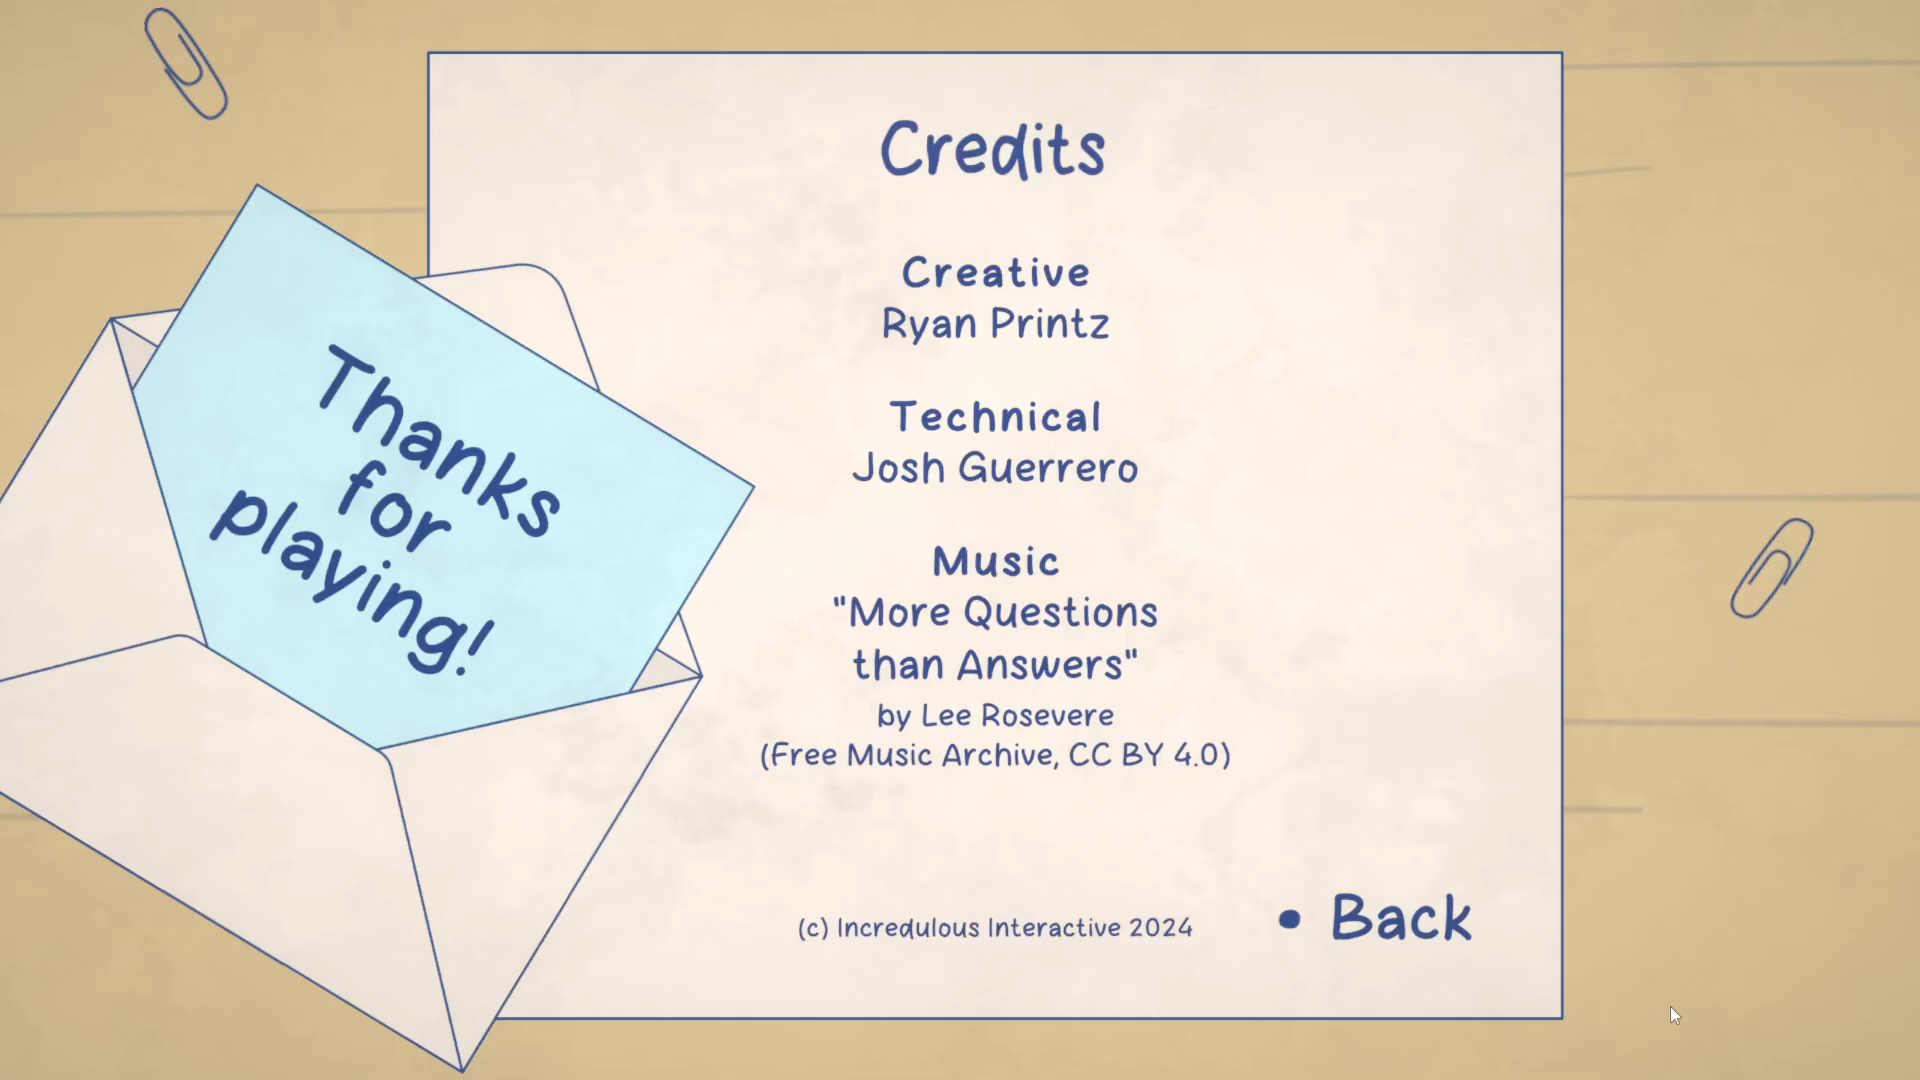 Credits
Creative
Ryan Printz
Technical
Josh Guerrero
Music
"More Questions
than Answers"
by Lee Rosevere
(Free Music Archive, CC BY 4.0)
(c) Incredulous Interactive 2024
• Back
Thanks
for
playing!